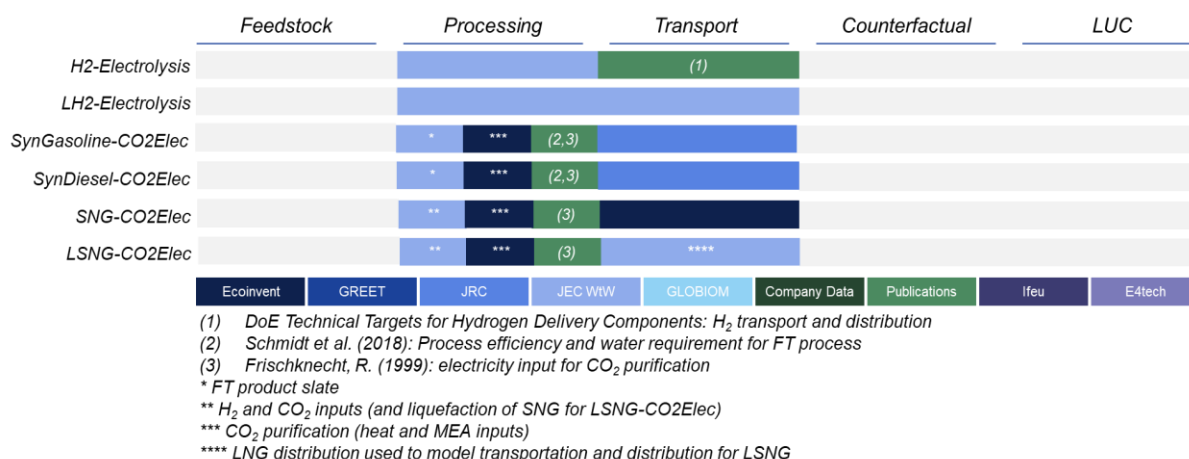 Feedstock Processing Transport Counterfactual LUC
H2-Electrolysis (1)
LH2-Electrolysis
SynGasoline-CO2Elec * *** (2,3)
SynDiesel-CO2Elec * *** (2,3)
SNG-CO2Elec ** *** (3)
LSNG-CO2Elec ** *** (3) ****
Ecoinvent GREET JRC JEC WtW GLOBIOM Company Data Publications Ifeu E4tech
(1) DoE Technical Targets for Hydrogen Delivery Components: H₂ transport and distribution
(2) Schmidt et al. (2018): Process efficiency and water requirement for FT process
(3) Frischknecht, R. (1999): electricity input for CO₂ purification
* FT product slate
** H₂ and CO₂ inputs (and liquefaction of SNG for LSNG-CO2Elec)
*** CO₂ purification (heat and MEA inputs)
**** LNG distribution used to model transportation and distribution for LSNG